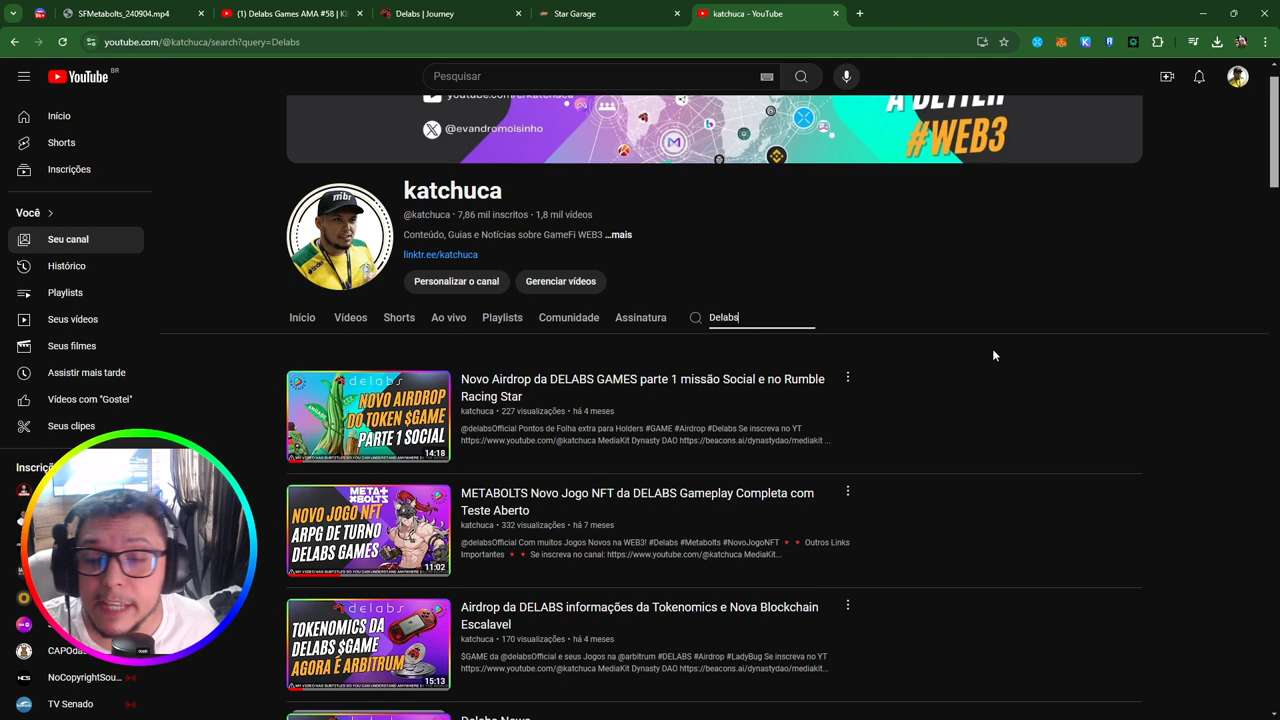 SFMetabolts_240904.mp4
(1) Delabs Games AMA #58 | K
Delabs | Journey
Star Garage
katchuca - YouTube
youtube.com/@katchuca/search?query=Delabs
YouTube BR
Pesquisar
Início
Shorts
Inscrições
Você
Seu canal
Histórico
Playlists
Seus vídeos
Seus filmes
Assistir mais tarde
Vídeos com "Gostei"
Seus clipes
Inscriç
CAPOda
NoCopyrightSou...
TV Senado
youtube.com/c/katchuca
@evandromoisinho
A BETTER
#WEB3
katchuca
@katchuca · 7,86 mil inscritos · 1,8 mil vídeos
Conteúdo, Guias e Notícias sobre GameFi WEB3 ...mais
linktr.ee/katchuca
Personalizar o canal
Gerenciar vídeos
Início
Vídeos
Shorts
Ao vivo
Playlists
Comunidade
Assinatura
Delabs
delabs
NOVO AIRDROP
DO TOKEN $GAME
PARTE 1 SOCIAL
14:18
Novo Airdrop da DELABS GAMES parte 1 missão Social e no Rumble
Racing Star
katchuca · 227 visualizações · há 4 meses
@delabsOfficial Pontos de Folha extra para Holders #GAME #Airdrop #Delabs Se inscreva no YT
https://www.youtube.com/@katchuca MediaKit Dynasty DAO https://beacons.ai/dynastydao/mediakit ...
META
BOLTS
NOVO JOGO NFT
ARPG DE TURNO
DELABS GAMES
11:02
METABOLTS Novo Jogo NFT da DELABS Gameplay Completa com
Teste Aberto
katchuca · 332 visualizações · há 7 meses
@delabsOfficial Com muitos Jogos Novos na WEB3! #Delabs #Metabolts #NovoJogoNFT 🔻 🔻 Outros Links
Importantes 🔻 🔻 Se inscreva no canal: https://www.youtube.com/@katchuca MediaKit...
delabs
TOKENOMICS DA
DELABS $GAME
AGORA É ARBITRUM
15:13
Airdrop da DELABS informações da Tokenomics e Nova Blockchain
Escalavel
katchuca · 170 visualizações · há 4 meses
$GAME da @delabsOfficial e seus Jogos na @arbitrum #DELABS #Airdrop #LadyBug Se inscreva no YT
https://www.youtube.com/@katchuca MediaKit Dynasty DAO https://beacons.ai/dynastydao/mediakit...